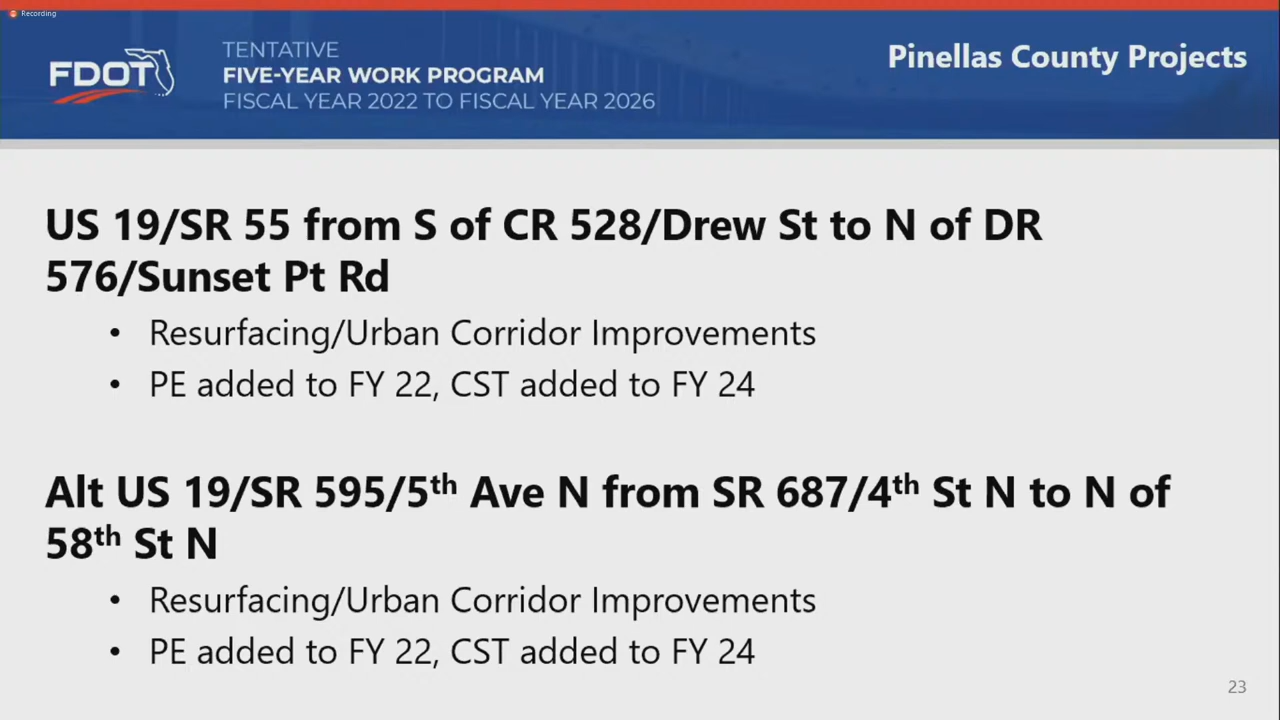 Recording
FDOT
TENTATIVE
FIVE-YEAR WORK PROGRAM
FISCAL YEAR 2022 TO FISCAL YEAR 2026
Pinellas County Projects
US 19/SR 55 from S of CR 528/Drew St to N of DR
576/Sunset Pt Rd
• Resurfacing/Urban Corridor Improvements
• PE added to FY 22, CST added to FY 24
Alt US 19/SR 595/5th Ave N from SR 687/4th St N to N of
58th St N
• Resurfacing/Urban Corridor Improvements
• PE added to FY 22, CST added to FY 24
23